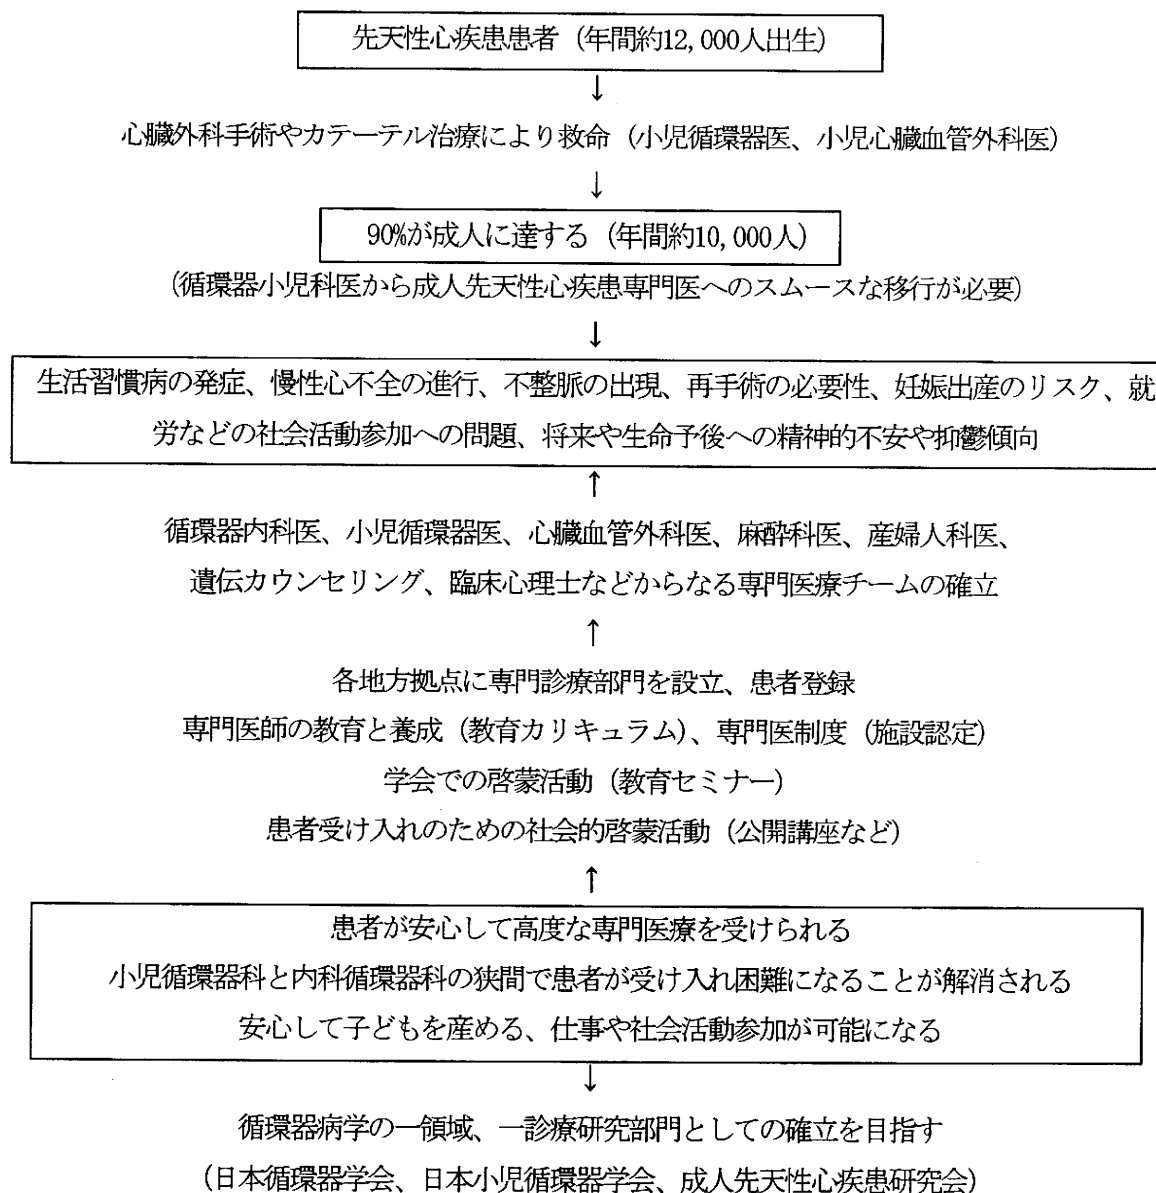 先天性心疾患患者（年間約12,000人出生）
↓
心臓外科手術やカテーテル治療により救命（小児循環器医、小児心臓血管外科医）
↓
90%が成人に達する（年間約10,000人）
（循環器小児科医から成人先天性心疾患専門医へのスムースな移行が必要）
↓
生活習慣病の発症、慢性心不全の進行、不整脈の出現、再手術の必要性、妊娠出産のリスク、就
労などの社会活動参加への問題、将来や生命予後への精神的不安や抑鬱傾向
↑
循環器内科医、小児循環器医、心臓血管外科医、麻酔科医、産婦人科医、
遺伝カウンセリング、臨床心理士などからなる専門医療チームの確立
↑
各地方拠点に専門診療部門を設立、患者登録
専門医師の教育と養成（教育カリキュラム）、専門医制度（施設認定）
学会での啓蒙活動（教育セミナー）
患者受け入れのための社会的啓蒙活動（公開講座など）
↑
患者が安心して高度な専門医療を受けられる
小児循環器科と内科循環器科の狭間で患者が受け入れ困難になることが解消される
安心して子どもを産める、仕事や社会活動参加が可能になる
↓
循環器病学の一領域、一診療研究部門としての確立を目指す
（日本循環器学会、日本小児循環器学会、成人先天性心疾患研究会）